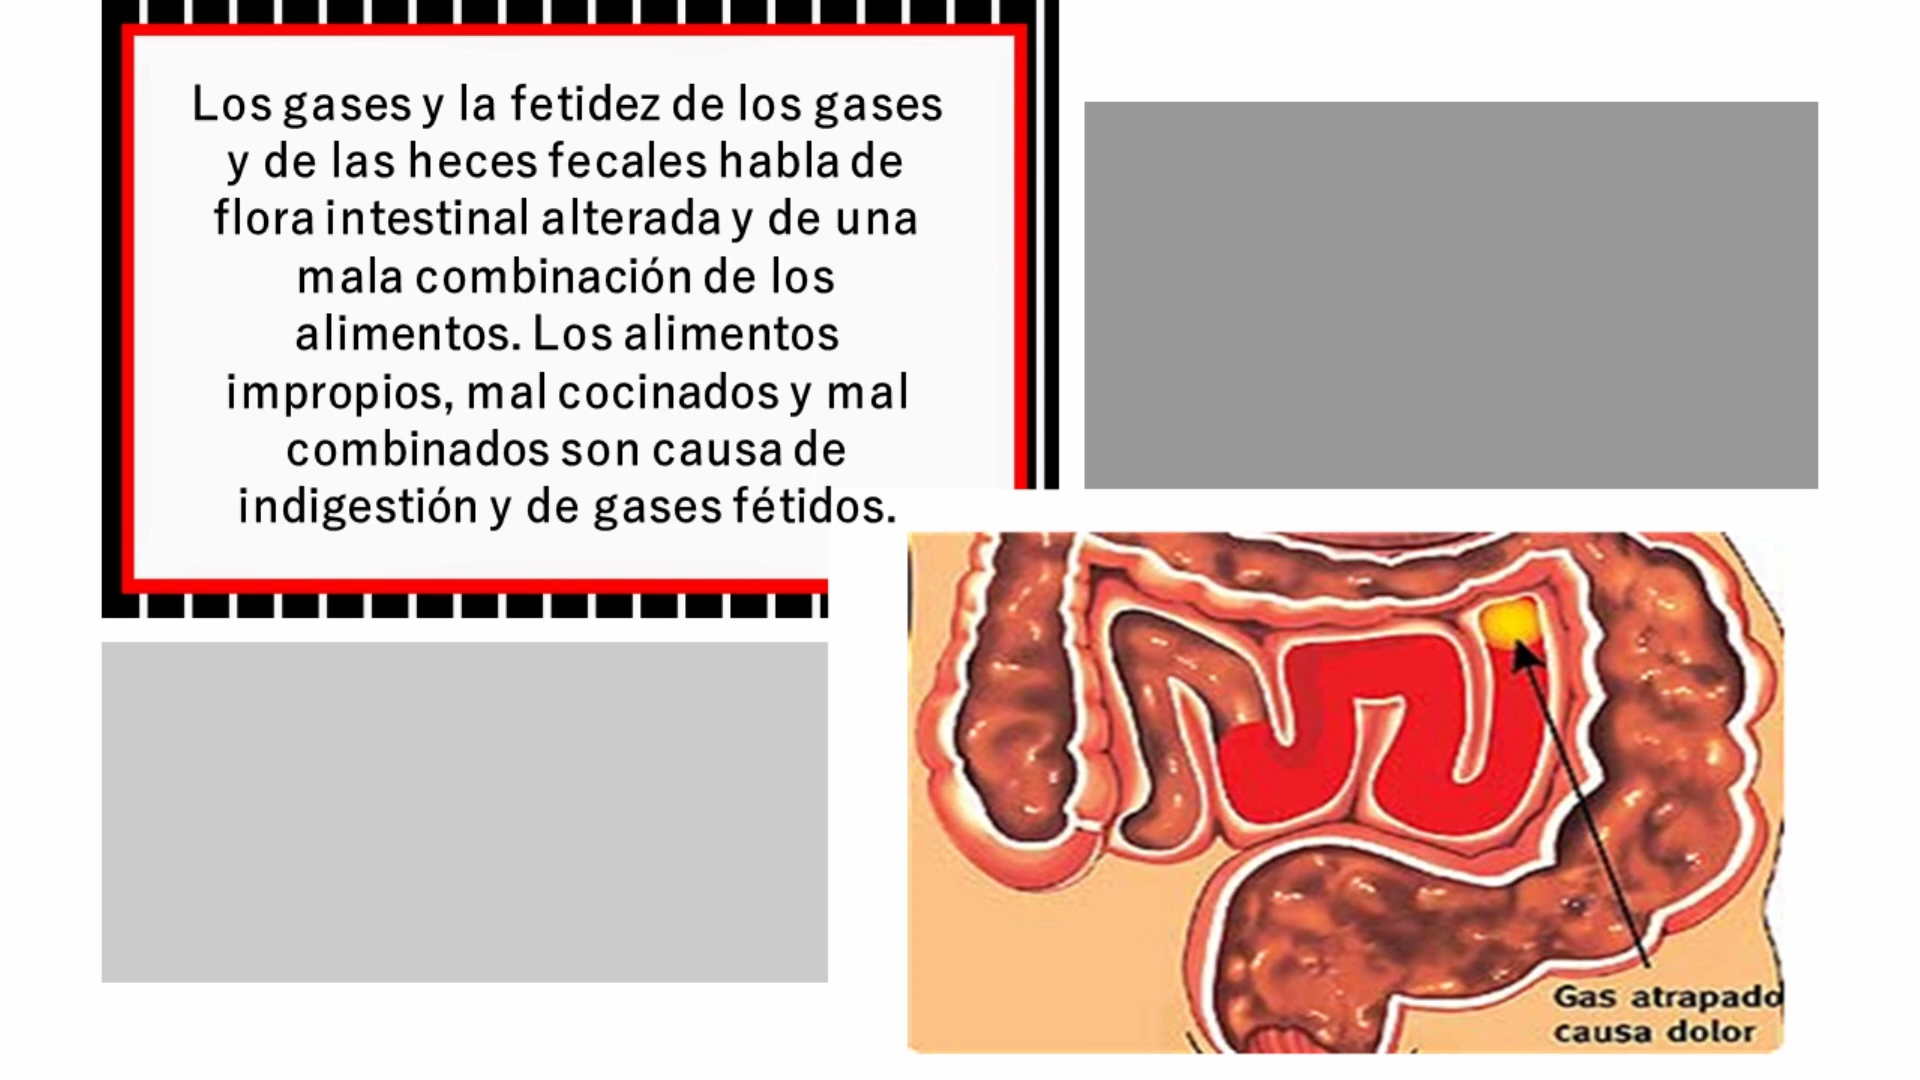 Los gases y la fetidez de los gases
y de las heces fecales habla de
flora intestinal alterada y de una
mala combinación de los
alimentos. Los alimentos
impropios, mal cocinados y mal
combinados son causa de
indigestión y de gases fétidos.
Gas atrapado
causa dolor